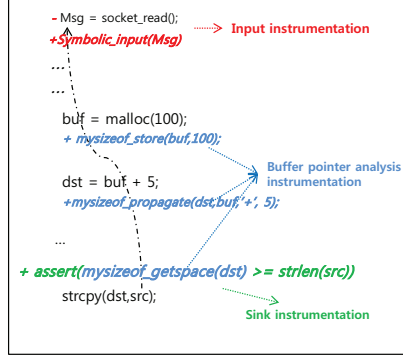 - Msg = socket_read();
+Symbolic_input(Msg)
Input instrumentation
...
...
buf = malloc(100);
+ mysizeof_store(buf,100);
Buffer pointer analysis
instrumentation
dst = buf + 5;
+mysizeof_propagate(dst,buf,'+', 5);
...
+ assert(mysizeof_getspace(dst) >= strlen(src))
strcpy(dst,src);
Sink instrumentation